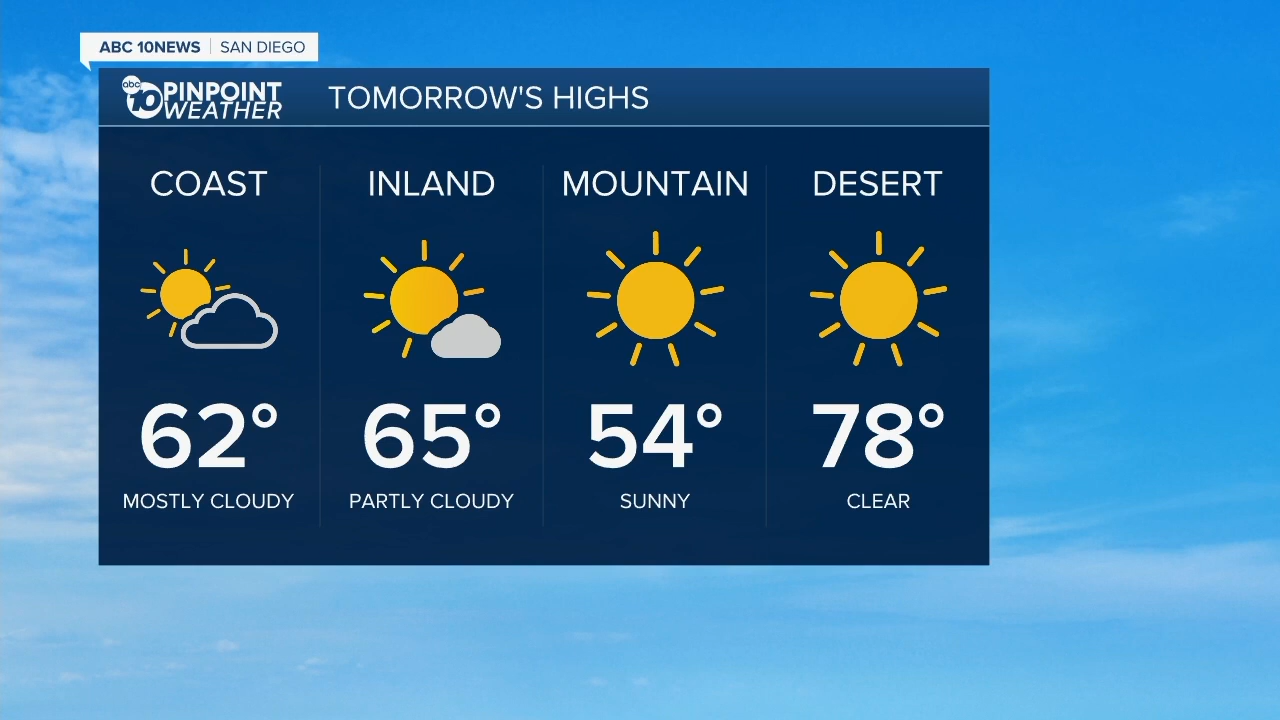 ABC 10NEWS | SAN DIEGO
abc 10 PINPOINT WEATHER
TOMORROW'S HIGHS
COAST
62°
MOSTLY CLOUDY
INLAND
65°
PARTLY CLOUDY
MOUNTAIN
54°
SUNNY
DESERT
78°
CLEAR